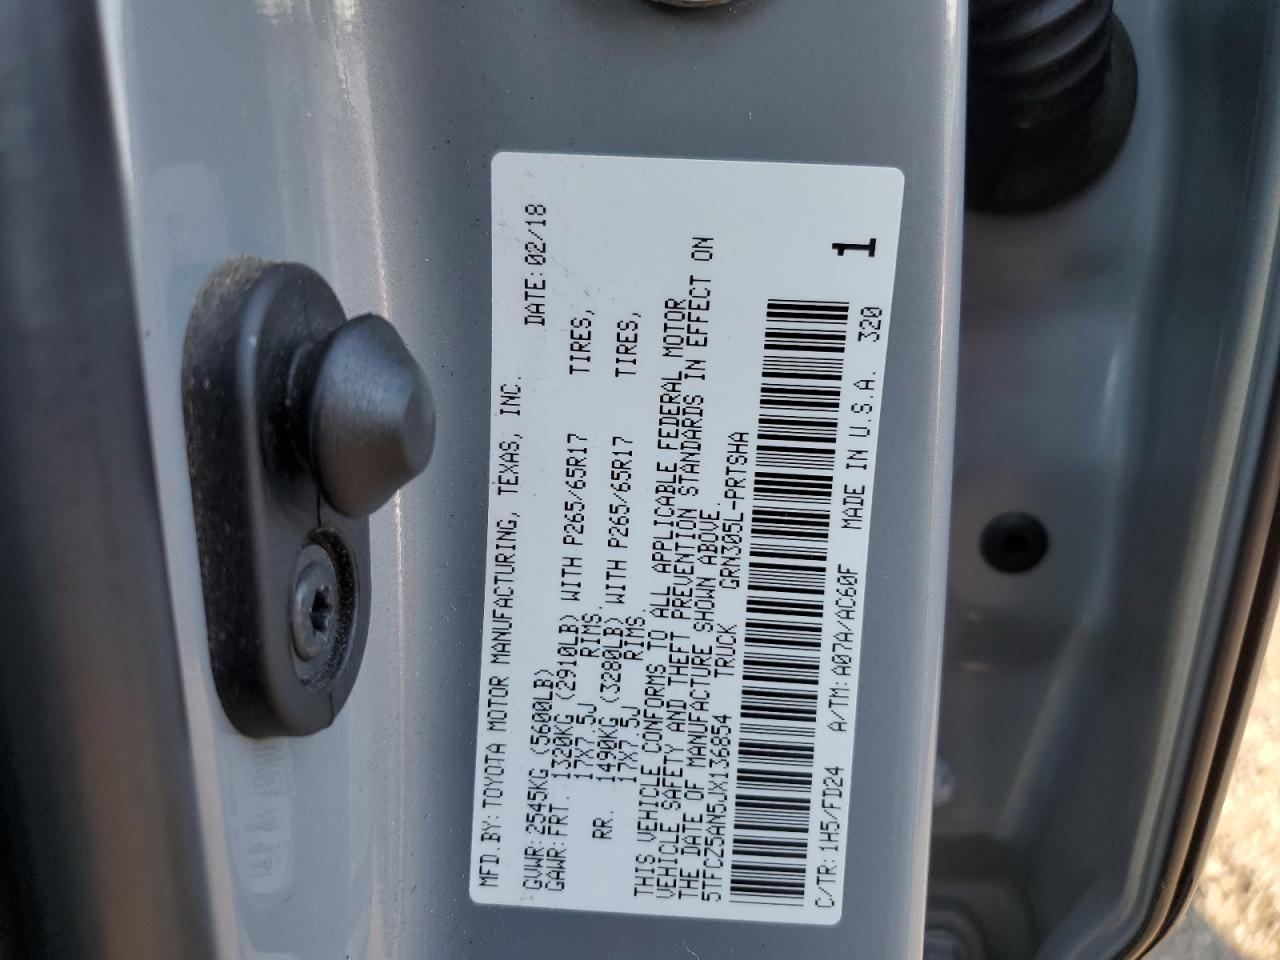 MFD.BY:TOYOTA MOTOR MANUFACTURING, TEXAS, INC.
DATE:02/18
GVWR:2545KG (5600LB)
GAWR:FRT. 1320KG (2910LB) WITH P265/65R17 TIRES,
17X7.5J RIMS.
RR. 1490KG (3280LB) WITH P265/65R17 TIRES,
17X7.5J RIMS.
THIS VEHICLE CONFORMS TO ALL APPLICABLE FEDERAL MOTOR
VEHICLE SAFETY AND THEFT PREVENTION STANDARDS IN EFFECT ON
THE DATE OF MANUFACTURE SHOWN ABOVE.
5TFCZ5AN5JX136854 TRUCK GRN305L-PRTSHA
1
C/TR:1H5/FD24 A/TM:A07A/AC60F MADE IN U.S.A. 320